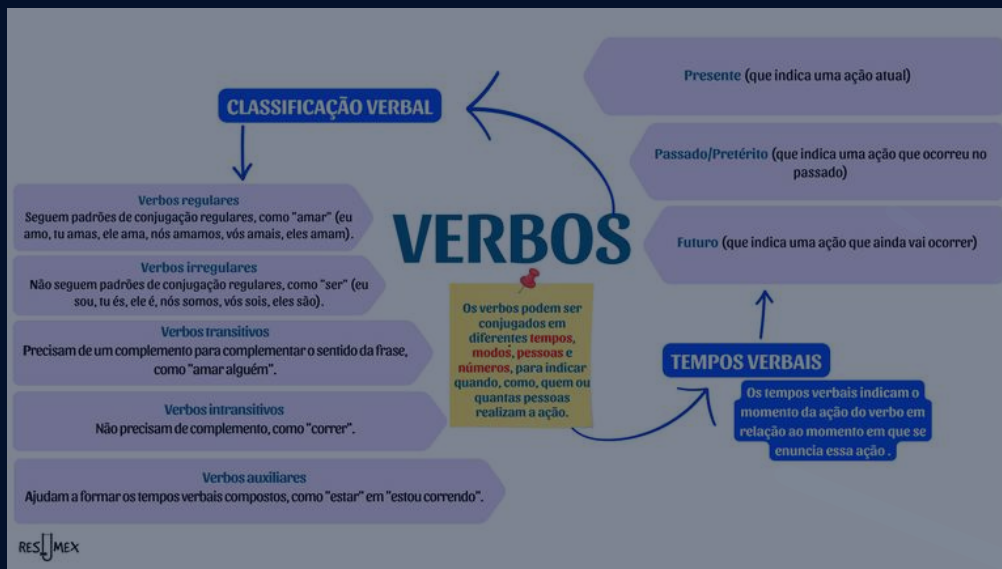 VERBOS
Os verbos podem ser
conjugados em
diferentes tempos,
modos, pessoas e
números, para indicar
quando, como, quem ou
quantas pessoas
realizam a ação.
CLASSIFICAÇÃO VERBAL
Verbos regulares
Seguem padrões de conjugação regulares, como "amar" (eu
amo, tu amas, ele ama, nós amamos, vós amais, eles amam).
Verbos irregulares
Não seguem padrões de conjugação regulares, como "ser" (eu
sou, tu és, ele é, nós somos, vós sois, eles são).
Verbos transitivos
Precisam de um complemento para complementar o sentido da frase,
como "amar alguém".
Verbos intransitivos
Não precisam de complemento, como "correr".
Verbos auxiliares
Ajudam a formar os tempos verbais compostos, como "estar" em "estou correndo".
TEMPOS VERBAIS
Os tempos verbais indicam o
momento da ação do verbo em
relação ao momento em que se
enuncia essa ação .
Presente (que indica uma ação atual)
Passado/Pretérito (que indica uma ação que ocorreu no
passado)
Futuro (que indica uma ação que ainda vai ocorrer)
RESUMEX